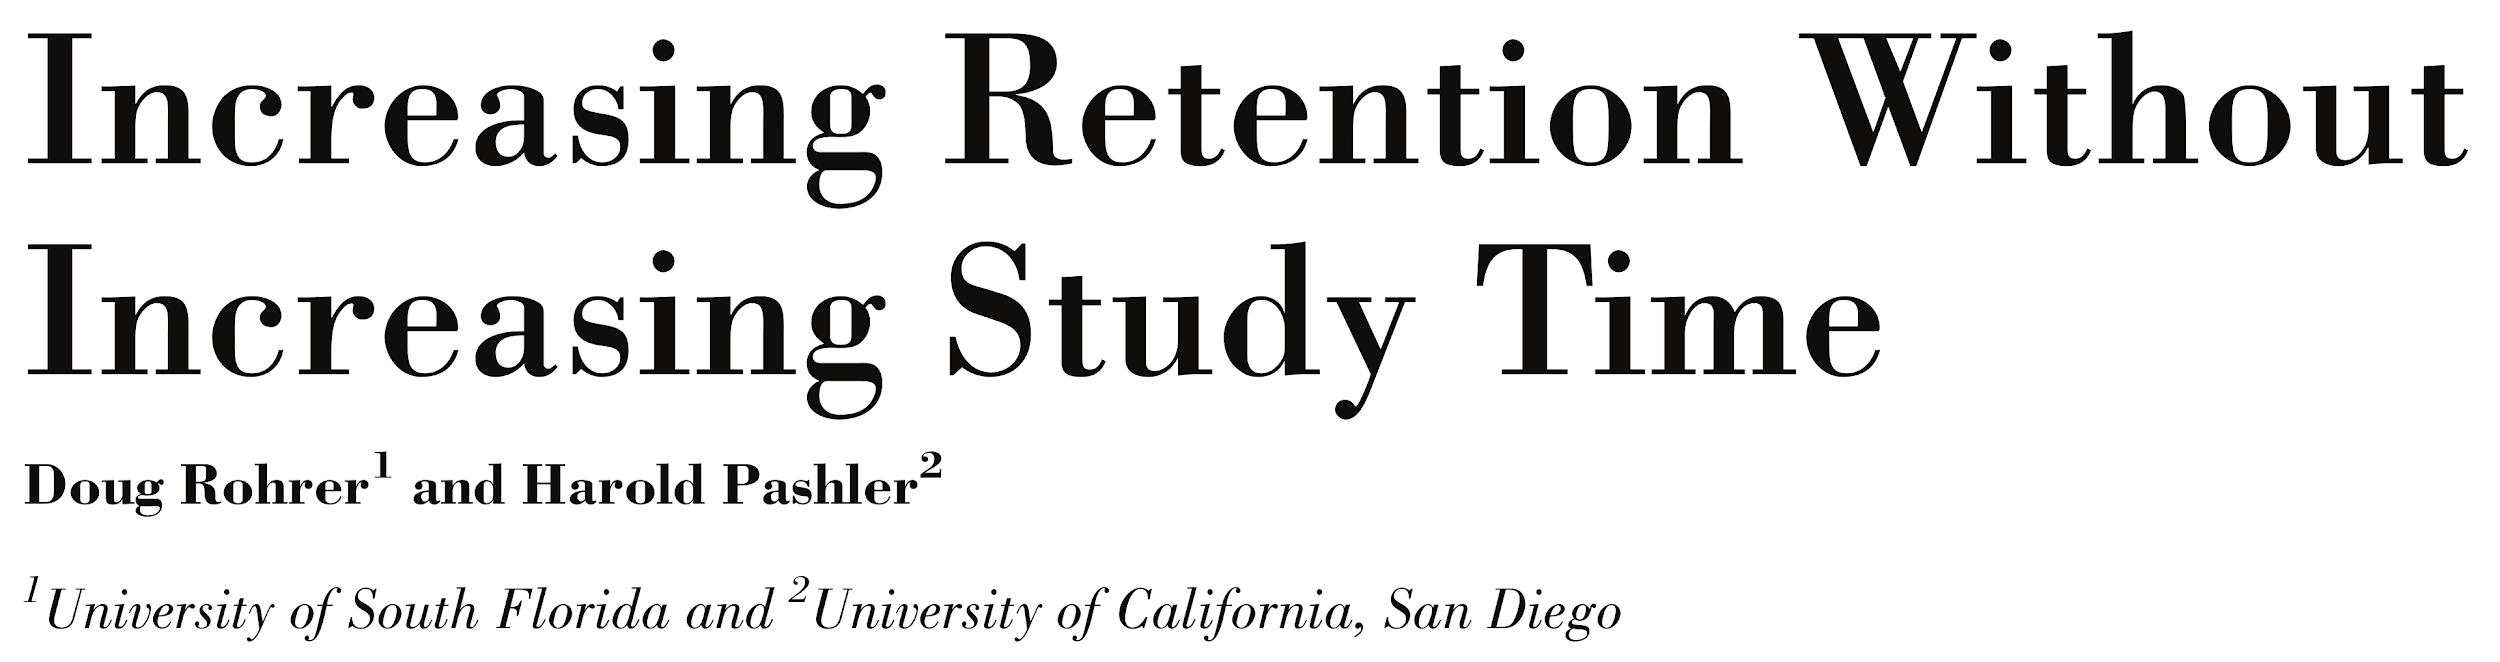 Increasing Retention Without
Increasing Study Time
Doug Rohrer¹ and Harold Pashler²
¹University of South Florida and ²University of California, San Diego